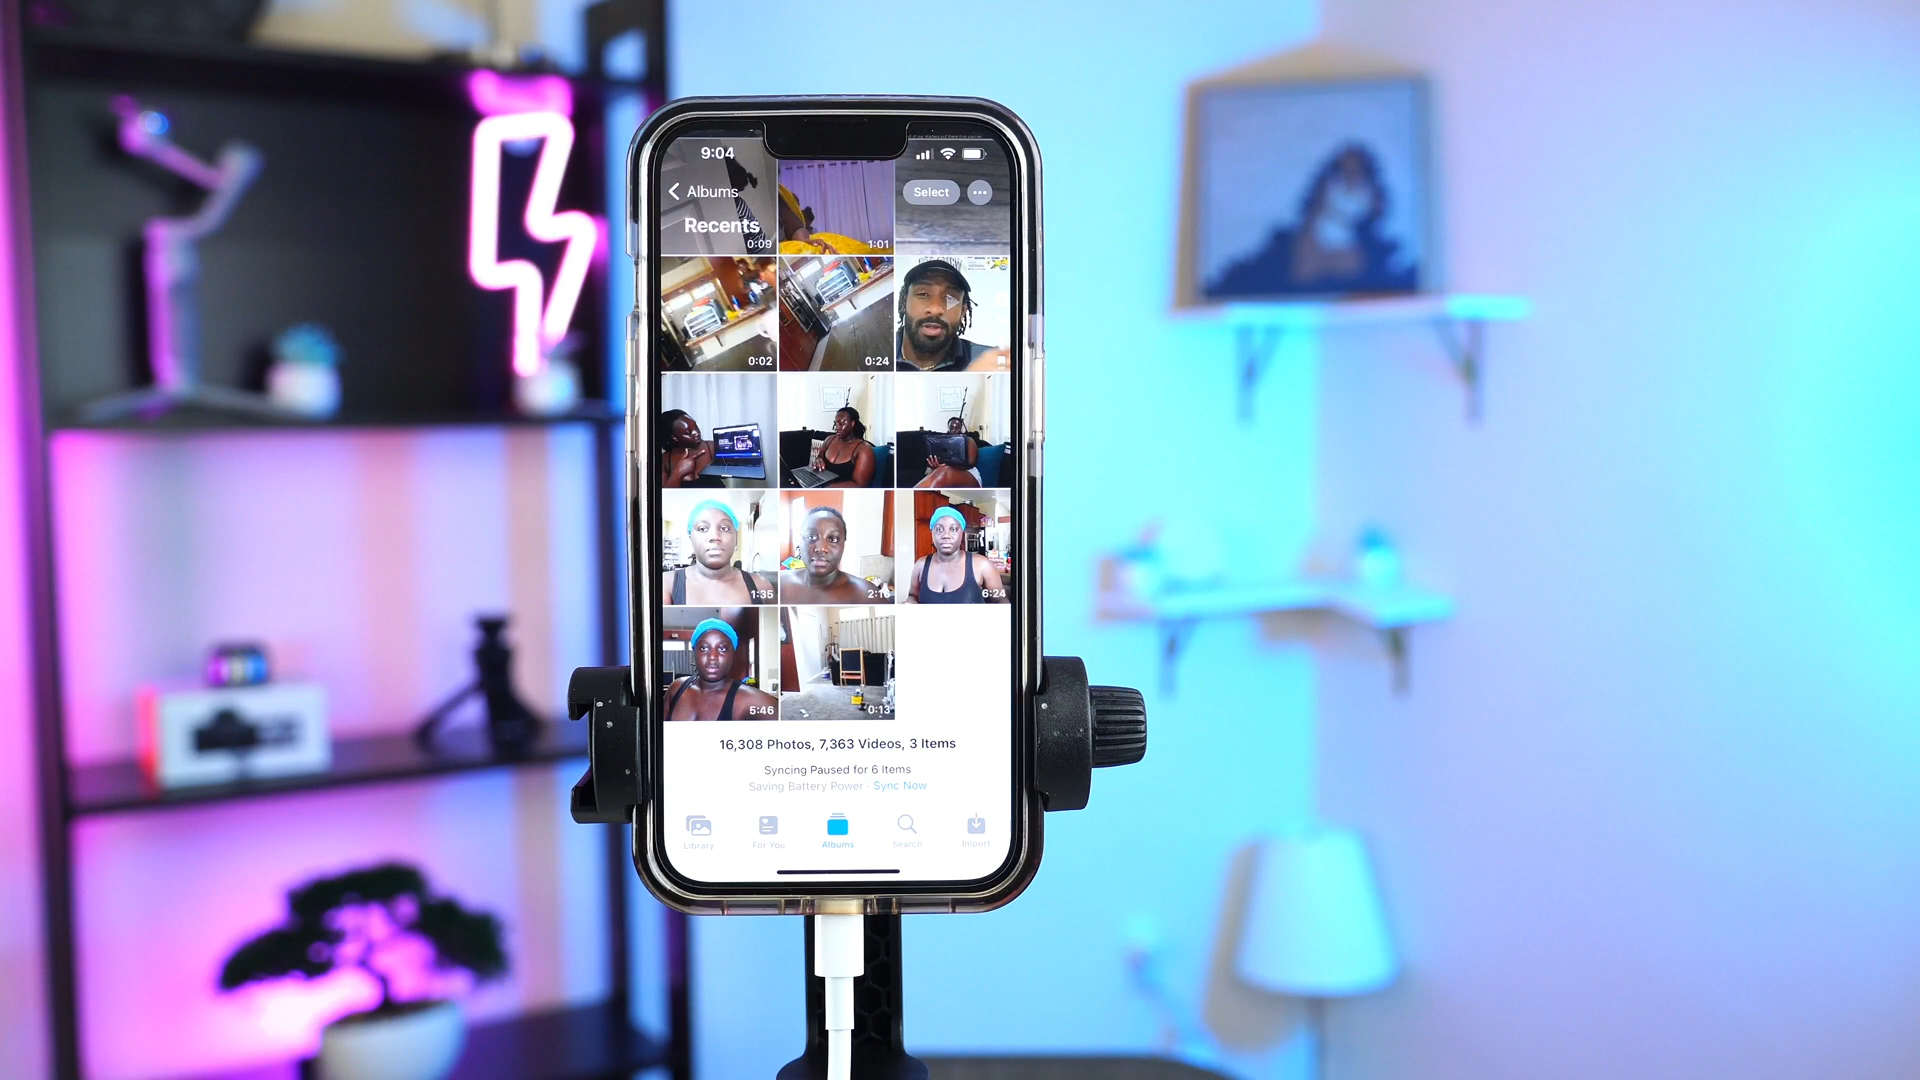 9:04
Albums
Select
Recents
0:09
1:01
0:02
0:24
1:35
6:24
5:46
0:13
16,308 Photos, 7,363 Videos, 3 Items
Syncing Paused for 6 Items
Saving Battery Power · Sync Now
Library
For You
Albums
Search
Import